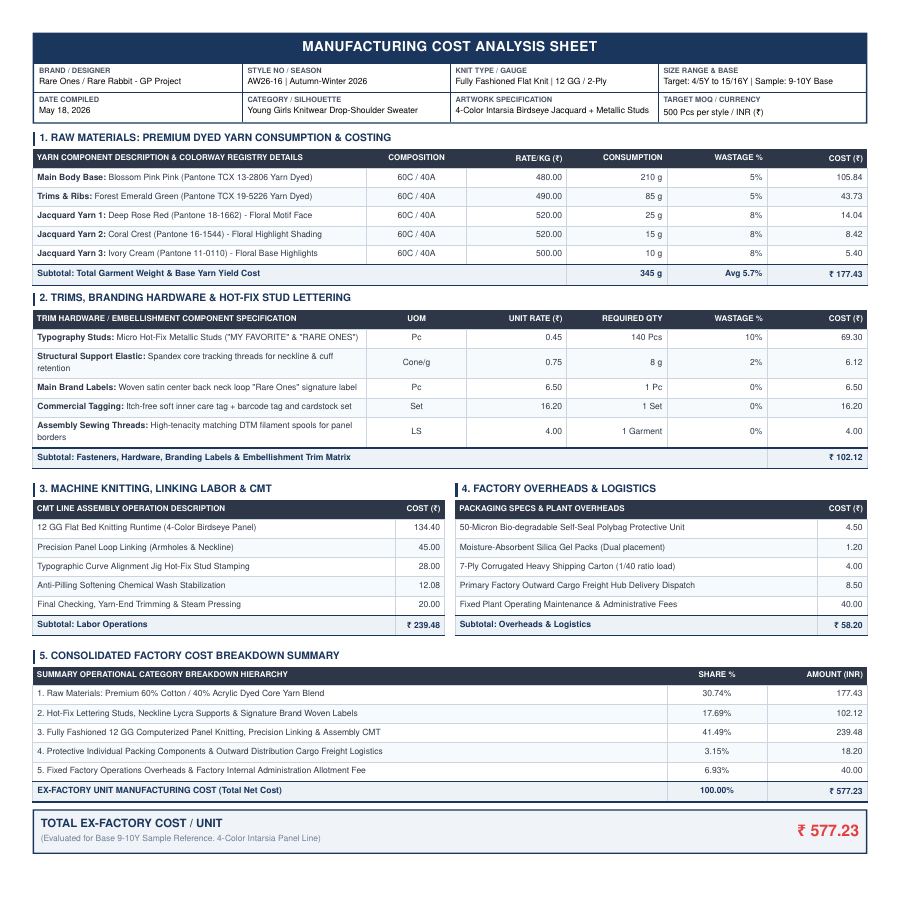 MANUFACTURING COST ANALYSIS SHEET
BRAND / DESIGNER
Rare Ones / Rare Rabbit - GP Project
STYLE NO / SEASON
AW26-16 | Autumn-Winter 2026
KNIT TYPE / GAUGE
Fully Fashioned Flat Knit | 12 GG / 2-Ply
SIZE RANGE & BASE
Target: 4/5Y to 15/16Y | Sample: 9-10Y Base
DATE COMPILED
May 18, 2026
CATEGORY / SILHOUETTE
Young Girls Knitwear Drop-Shoulder Sweater
ARTWORK SPECIFICATION
4-Color Intarsia Birdseye Jacquard + Metallic Studs
TARGET MOQ / CURRENCY
500 Pcs per style / INR (₹)
1. RAW MATERIALS: PREMIUM DYED YARN CONSUMPTION & COSTING
YARN COMPONENT DESCRIPTION & COLORWAY REGISTRY DETAILS COMPOSITION RATE/KG (₹) CONSUMPTION WASTAGE % COST (₹)
Main Body Base: Blossom Pink Pink (Pantone TCX 13-2806 Yarn Dyed) 60C / 40A 480.00 210 g 5% 105.84
Trims & Ribs: Forest Emerald Green (Pantone TCX 19-5226 Yarn Dyed) 60C / 40A 490.00 85 g 5% 43.73
Jacquard Yarn 1: Deep Rose Red (Pantone 18-1662) - Floral Motif Face 60C / 40A 520.00 25 g 8% 14.04
Jacquard Yarn 2: Coral Crest (Pantone 16-1544) - Floral Highlight Shading 60C / 40A 520.00 15 g 8% 8.42
Jacquard Yarn 3: Ivory Cream (Pantone 11-0110) - Floral Base Highlights 60C / 40A 500.00 10 g 8% 5.40
Subtotal: Total Garment Weight & Base Yarn Yield Cost 345 g Avg 5.7% ₹ 177.43
2. TRIMS, BRANDING HARDWARE & HOT-FIX STUD LETTERING
TRIM HARDWARE / EMBELLISHMENT COMPONENT SPECIFICATION UOM UNIT RATE (₹) REQUIRED QTY WASTAGE % COST (₹)
Typography Studs: Micro Hot-Fix Metallic Studs ("MY FAVORITE" & "RARE ONES") Pc 0.45 140 Pcs 10% 69.30
Structural Support Elastic: Spandex core tracking threads for neckline & cuff
retention Cone/g 0.75 8 g 2% 6.12
Main Brand Labels: Woven satin center back neck loop "Rare Ones" signature label Pc 6.50 1 Pc 0% 6.50
Commercial Tagging: Itch-free soft inner care tag + barcode tag and cardstock set Set 16.20 1 Set 0% 16.20
Assembly Sewing Threads: High-tenacity matching DTM filament spools for panel
borders LS 4.00 1 Garment 0% 4.00
Subtotal: Fasteners, Hardware, Branding Labels & Embellishment Trim Matrix ₹ 102.12
3. MACHINE KNITTING, LINKING LABOR & CMT
CMT LINE ASSEMBLY OPERATION DESCRIPTION COST (₹)
12 GG Flat Bed Knitting Runtime (4-Color Birdseye Panel) 134.40
Precision Panel Loop Linking (Armholes & Neckline) 45.00
Typographic Curve Alignment Jig Hot-Fix Stud Stamping 28.00
Anti-Pilling Softening Chemical Wash Stabilization 12.08
Final Checking, Yarn-End Trimming & Steam Pressing 20.00
Subtotal: Labor Operations ₹ 239.48
4. FACTORY OVERHEADS & LOGISTICS
PACKAGING SPECS & PLANT OVERHEADS COST (₹)
50-Micron Bio-degradable Self-Seal Polybag Protective Unit 4.50
Moisture-Absorbent Silica Gel Packs (Dual placement) 1.20
7-Ply Corrugated Heavy Shipping Carton (1/40 ratio load) 4.00
Primary Factory Outward Cargo Freight Hub Delivery Dispatch 8.50
Fixed Plant Operating Maintenance & Administrative Fees 40.00
Subtotal: Overheads & Logistics ₹ 58.20
5. CONSOLIDATED FACTORY COST BREAKDOWN SUMMARY
SUMMARY OPERATIONAL CATEGORY BREAKDOWN HIERARCHY SHARE % AMOUNT (INR)
1. Raw Materials: Premium 60% Cotton / 40% Acrylic Dyed Core Yarn Blend 30.74% 177.43
2. Hot-Fix Lettering Studs, Neckline Lycra Supports & Signature Brand Woven Labels 17.69% 102.12
3. Fully Fashioned 12 GG Computerized Panel Knitting, Precision Linking & Assembly CMT 41.49% 239.48
4. Protective Individual Packing Components & Outward Distribution Cargo Freight Logistics 3.15% 18.20
5. Fixed Factory Operations Overheads & Factory Internal Administration Allotment Fee 6.93% 40.00
EX-FACTORY UNIT MANUFACTURING COST (Total Net Cost) 100.00% ₹ 577.23
TOTAL EX-FACTORY COST / UNIT
(Evaluated for Base 9-10Y Sample Reference. 4-Color Intarsia Panel Line)
₹ 577.23